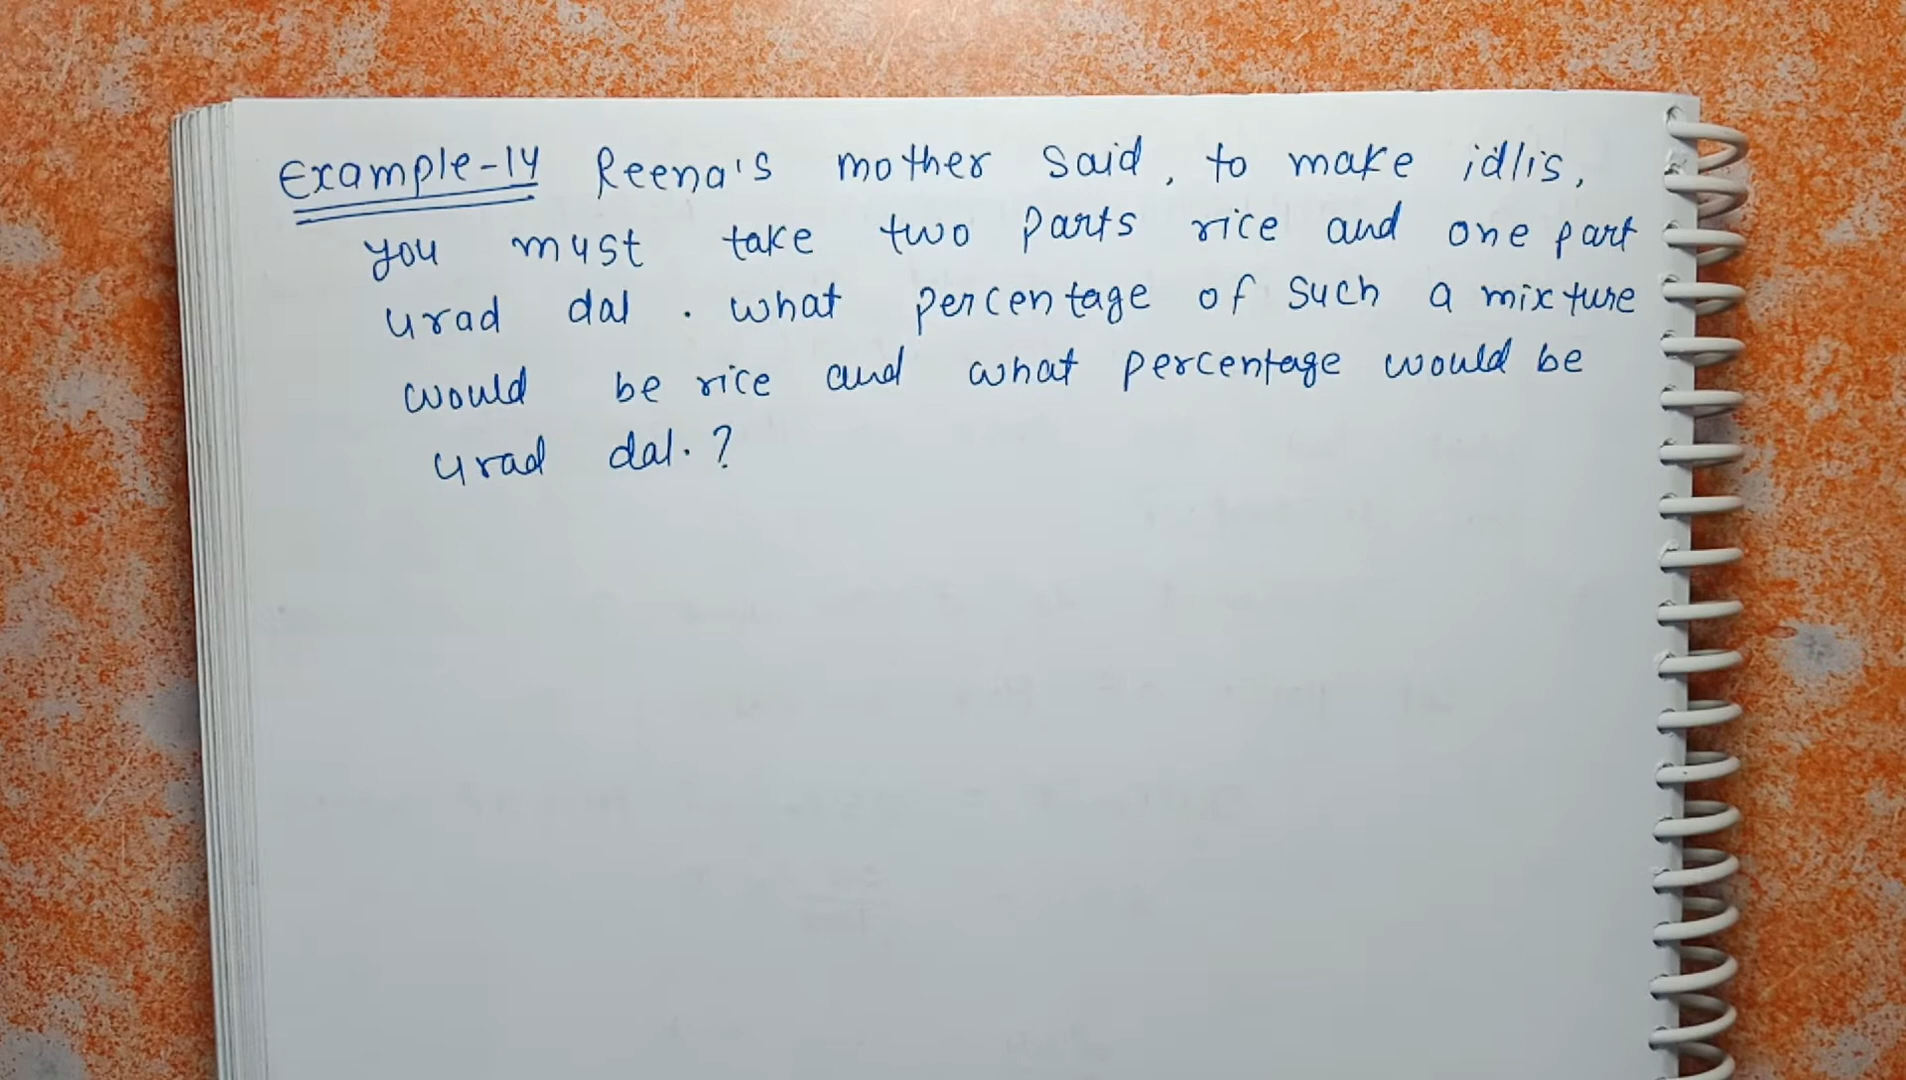 Example-14 Reena's mother said, to make idlis,
you must take two parts rice and one part
urad dal. what percentage of such a mixture
would be rice and what percentage would be
urad dal.?